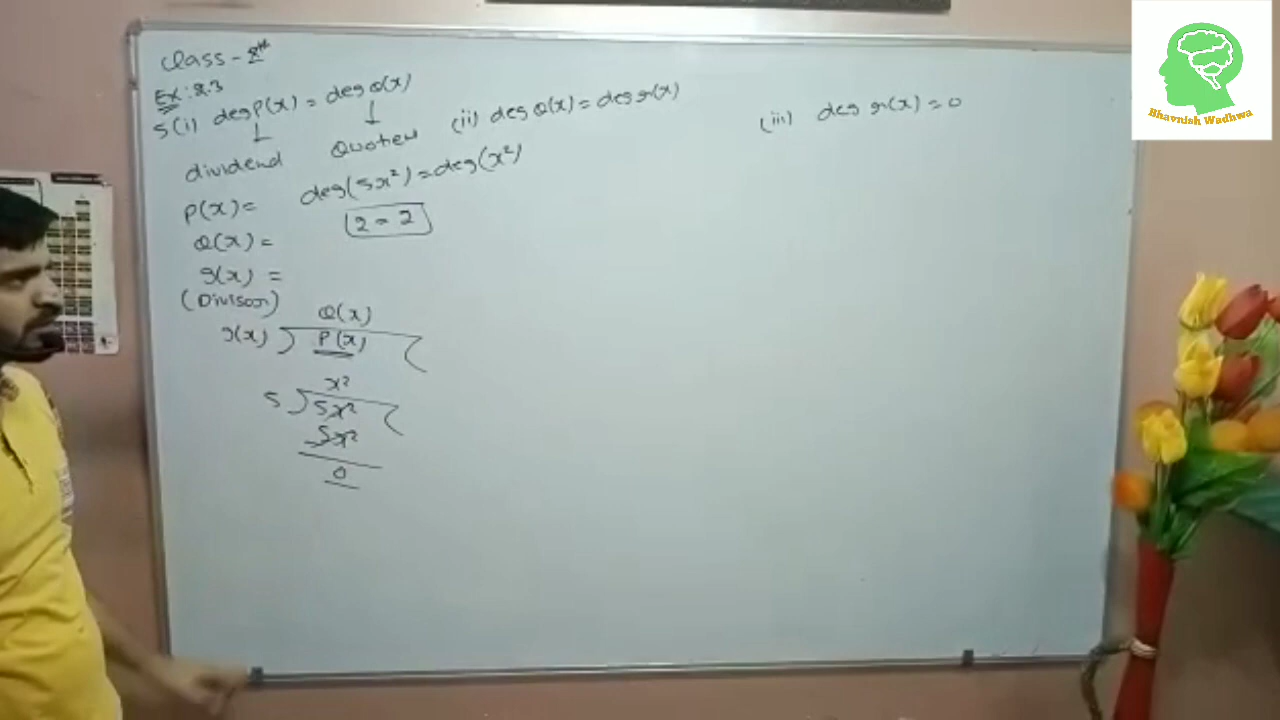 Class - 8th
Ex: 2.3
5 (i) deg P(x) = deg Q(x)
dividend
Quotien
P(x) =
deg(5x²) = deg(x²)
2 = 2
Q(x) =
g(x) =
(Divisor)
Q(x)
g(x) ) P(x) (
x²
5 ) 5x² (
-5x²
0
(ii) deg Q(x) = deg r(x)
(iii) deg r(x) = 0
Bhavnish Wadhwa